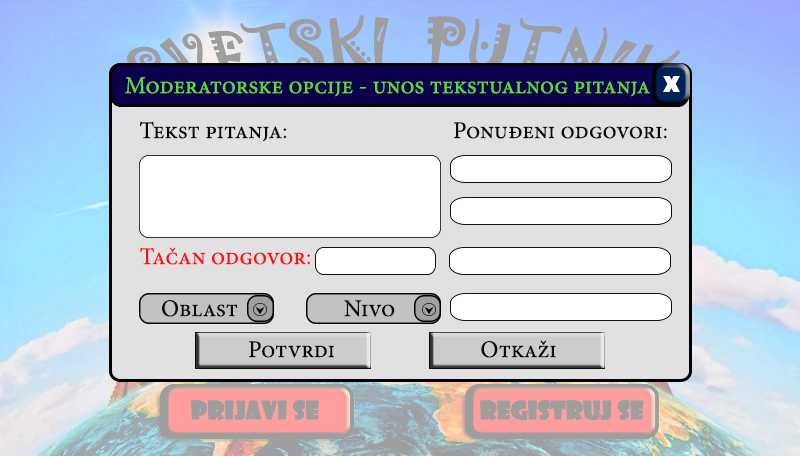 SVETSKI PUTNIK
Moderatorske opcije - unos tekstualnog pitanja X
Tekst pitanja:
Ponuđeni odgovori:
Tačan odgovor:
Oblast
Nivo
Potvrdi
Otkaži
PRIJAVI SE
REGISTRUJ SE